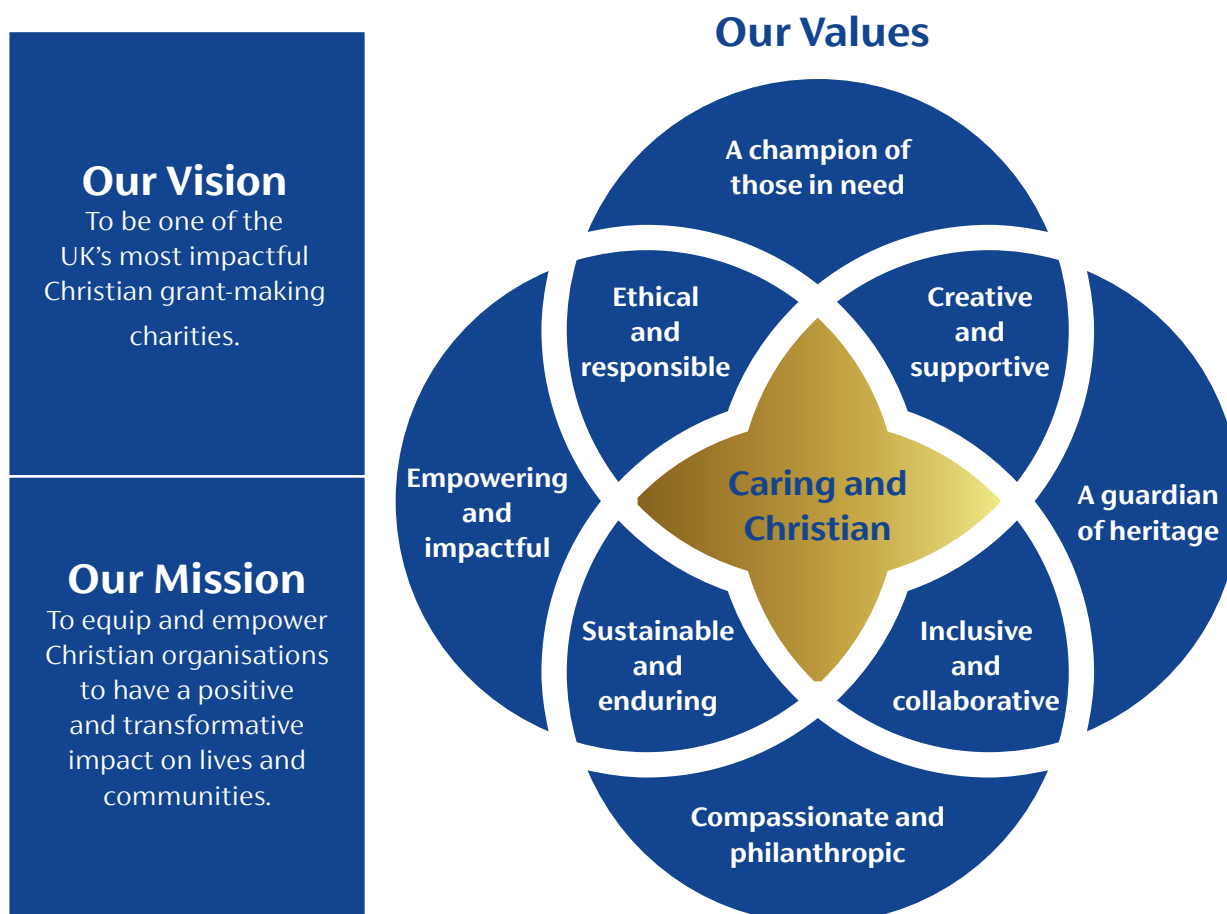 Our Vision
To be one of the
UK’s most impactful
Christian grant-making
charities.
Our Mission
To equip and empower
Christian organisations
to have a positive
and transformative
impact on lives and
communities.
Our Values
A champion of
those in need
Ethical
and
responsible
Creative
and
supportive
Empowering
and
impactful
Caring and
Christian
A guardian
of heritage
Sustainable
and
enduring
Inclusive
and
collaborative
Compassionate and
philanthropic